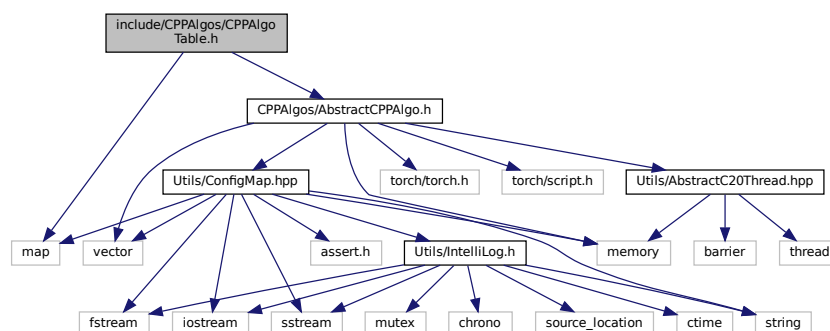 include/CPPAlgos/CPPAlgo
Table.h
CPPAlgos/AbstractCPPAlgo.h
Utils/ConfigMap.hpp
torch/torch.h
torch/script.h
Utils/AbstractC20Thread.hpp
map
vector
assert.h
Utils/IntelliLog.h
memory
barrier
thread
fstream
iostream
sstream
mutex
chrono
source_location
ctime
string